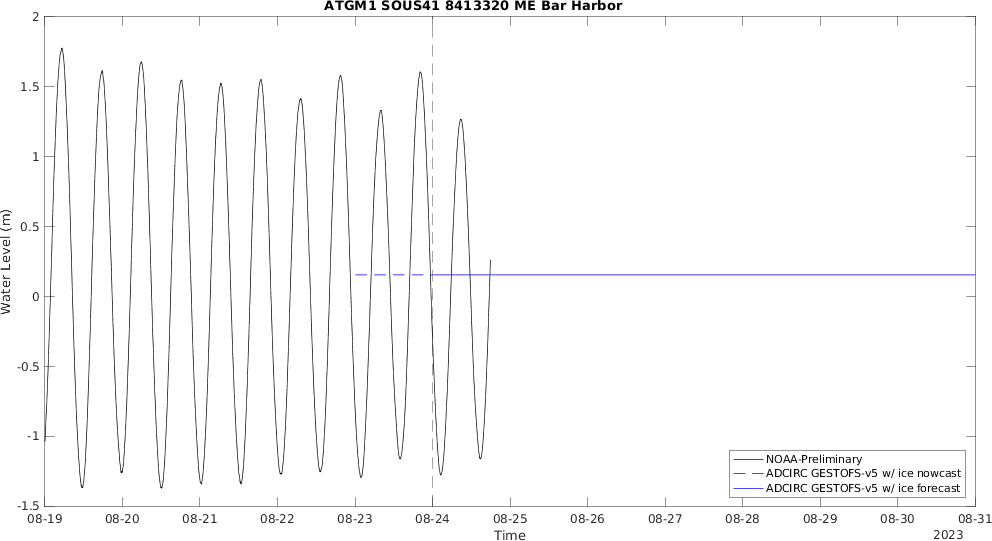 ATGM1 SOUS41 8413320 ME Bar Harbor
Water Level (m)
2
1.5
1
0.5
0
-0.5
-1
-1.5
NOAA-Preliminary
ADCIRC GESTOFS-v5 w/ ice nowcast
ADCIRC GESTOFS-v5 w/ ice forecast
08-19 08-20 08-21 08-22 08-23 08-24 08-25 08-26 08-27 08-28 08-29 08-30 08-31
Time
2023